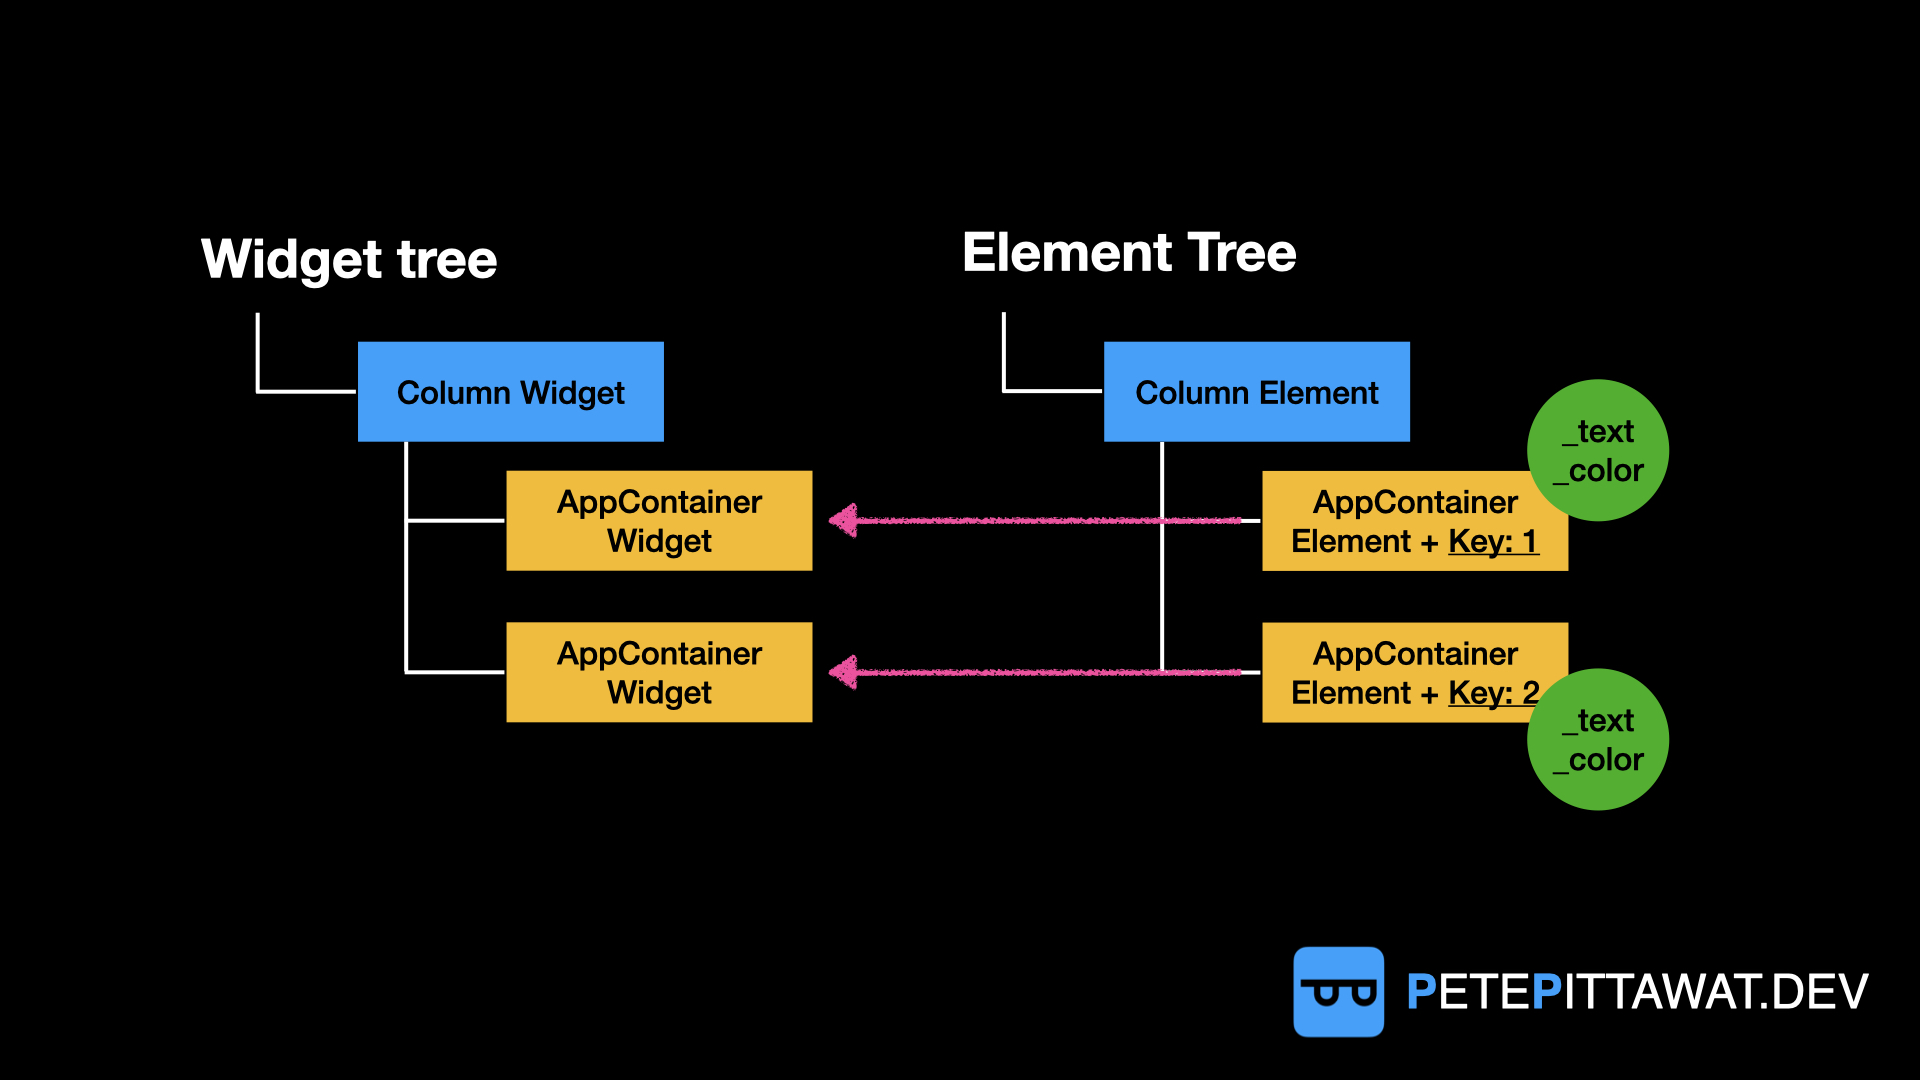 Widget tree
Column Widget
AppContainer
Widget
AppContainer
Widget
Element Tree
Column Element
_text
_color
AppContainer
Element + Key: 1
AppContainer
Element + Key: 2
_text
_color
PETEPITTAWAT.DEV